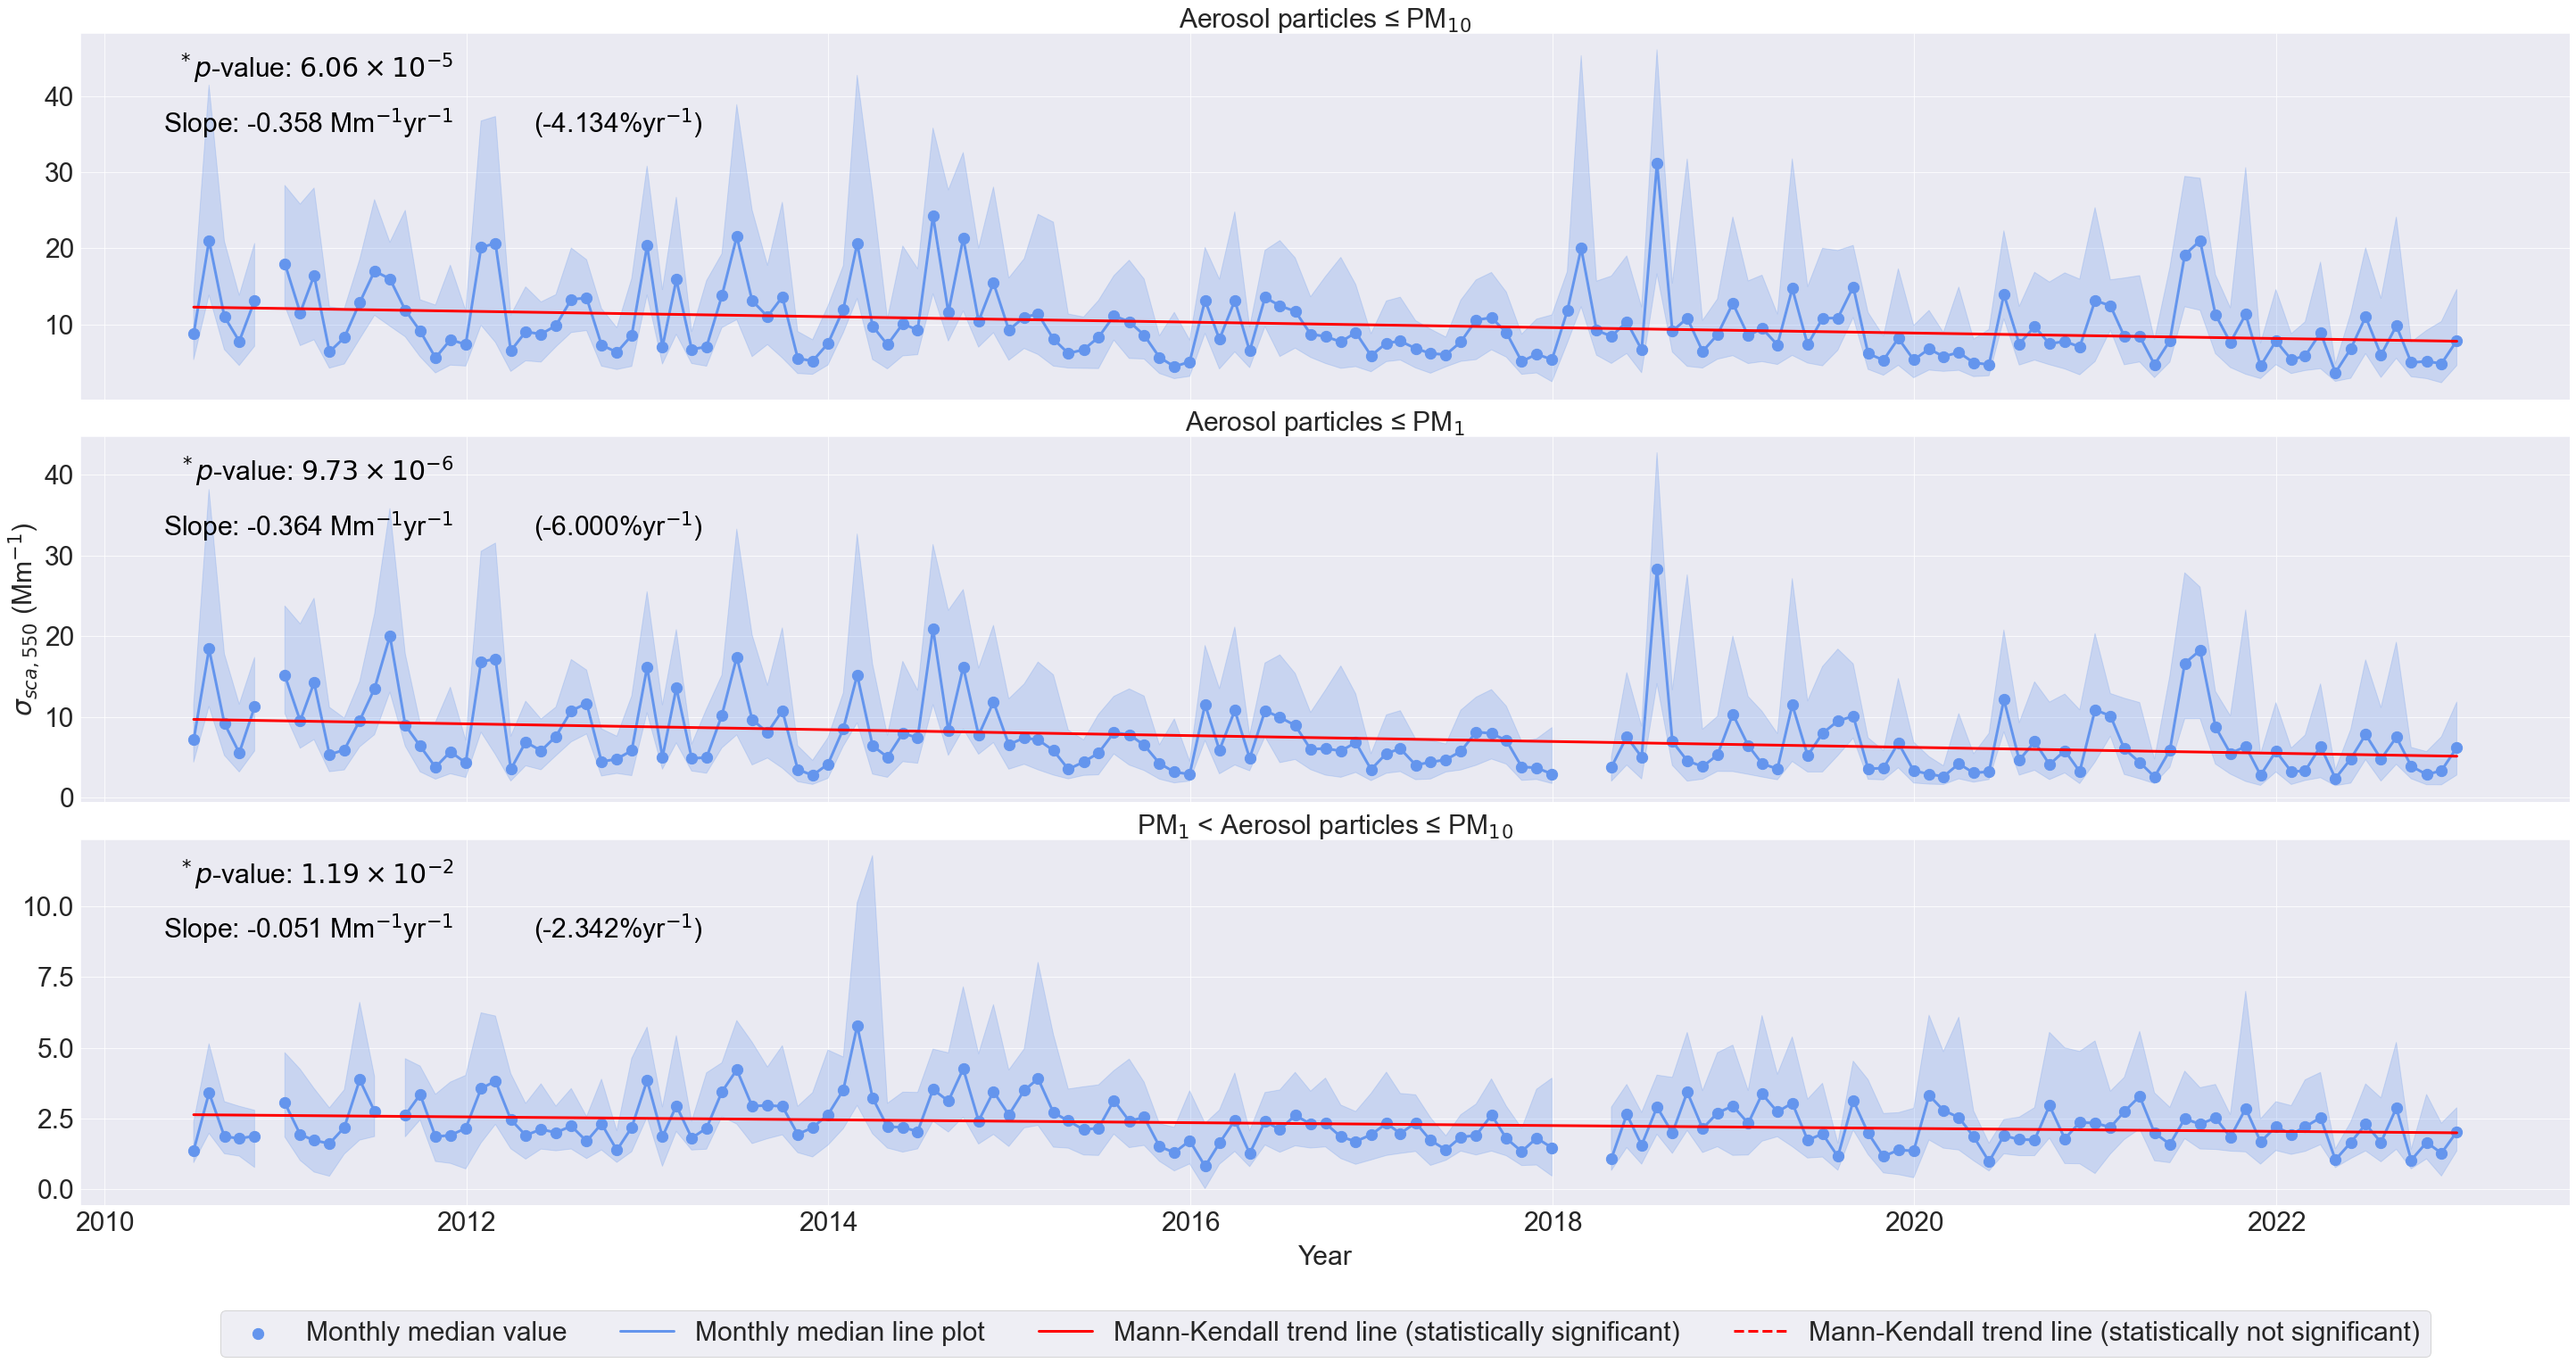 Aerosol particles ≤ PM₁₀
*p-value: 6.06 × 10⁻⁵
Slope: -0.358 Mm⁻¹yr⁻¹ (-4.134%yr⁻¹)
40
30
20
10
Aerosol particles ≤ PM₁
*p-value: 9.73 × 10⁻⁶
Slope: -0.364 Mm⁻¹yr⁻¹ (-6.000%yr⁻¹)
40
30
20
10
0
σsca, 550 (Mm⁻¹)
PM₁ < Aerosol particles ≤ PM₁₀
*p-value: 1.19 × 10⁻²
Slope: -0.051 Mm⁻¹yr⁻¹ (-2.342%yr⁻¹)
10.0
7.5
5.0
2.5
0.0
2010 2012 2014 2016 2018 2020 2022
Year
Monthly median value Monthly median line plot Mann-Kendall trend line (statistically significant) Mann-Kendall trend line (statistically not significant)